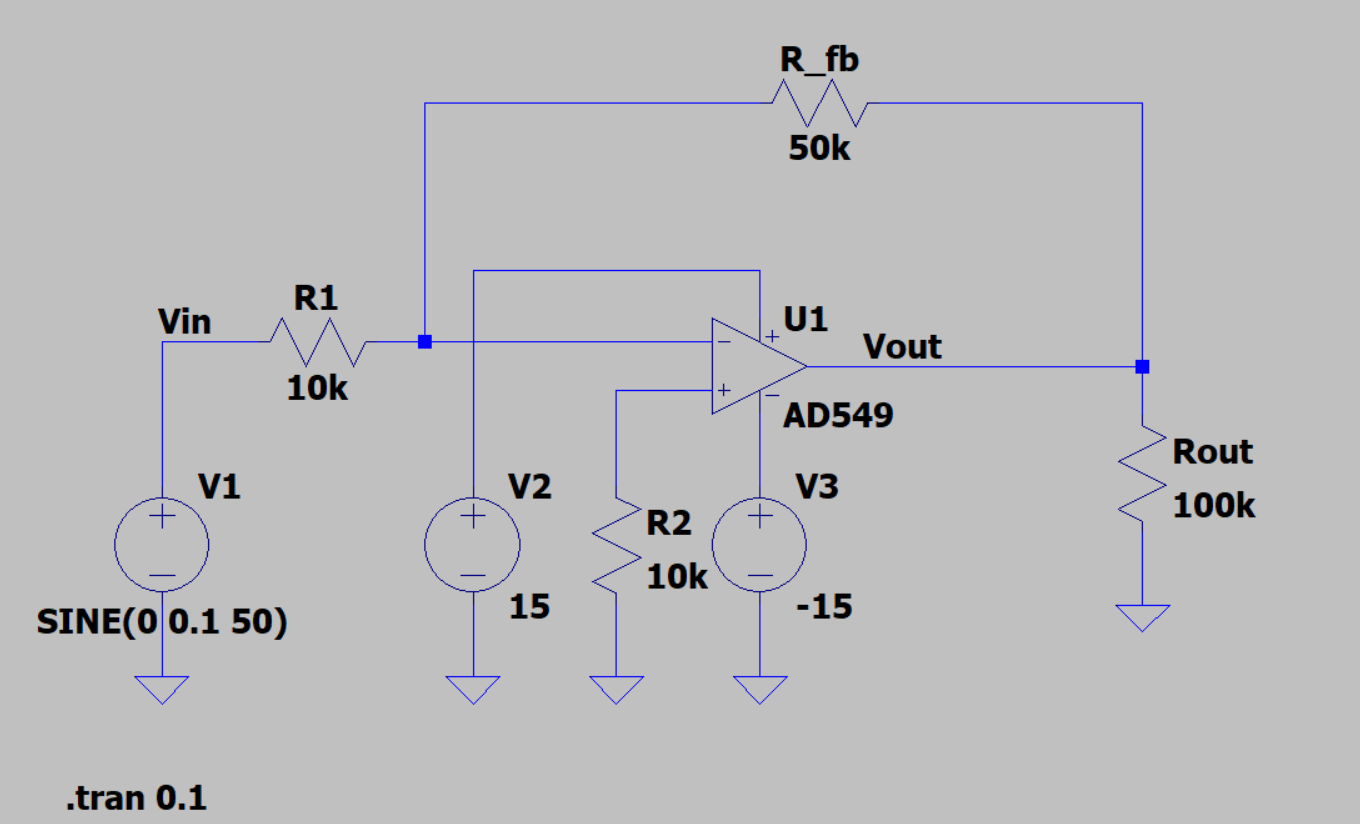 R_fb
50k
R1
Vin
10k
U1
Vout
AD549
V1
V2
V3
Rout
100k
R2
10k
SINE(0 0.1 50)
15
-15
.tran 0.1